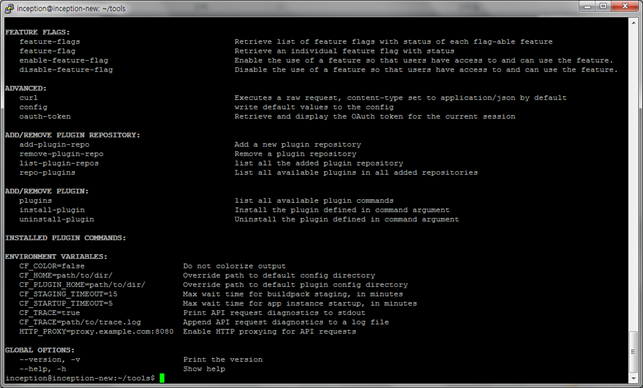 inception@inception-new: ~/tools
FEATURE FLAGS:
feature-flags Retrieve list of feature flags with status of each flag-able feature
feature-flag Retrieve an individual feature flag with status
enable-feature-flag Enable the use of a feature so that users have access to and can use the feature.
disable-feature-flag Disable the use of a feature so that users have access to and can use the feature.
ADVANCED:
curl Executes a raw request, content-type set to application/json by default
config write default values to the config
oauth-token Retrieve and display the OAuth token for the current session
ADD/REMOVE PLUGIN REPOSITORY:
add-plugin-repo Add a new plugin repository
remove-plugin-repo Remove a plugin repository
list-plugin-repos list all the added plugin repository
repo-plugins List all available plugins in all added repositories
ADD/REMOVE PLUGIN:
plugins list all available plugin commands
install-plugin Install the plugin defined in command argument
uninstall-plugin Uninstall the plugin defined in command argument
INSTALLED PLUGIN COMMANDS:
ENVIRONMENT VARIABLES:
CF_COLOR=false Do not colorize output
CF_HOME=path/to/dir/ Override path to default config directory
CF_PLUGIN_HOME=path/to/dir/ Override path to default plugin config directory
CF_STAGING_TIMEOUT=15 Max wait time for buildpack staging, in minutes
CF_STARTUP_TIMEOUT=5 Max wait time for app instance startup, in minutes
CF_TRACE=true Print API request diagnostics to stdout
CF_TRACE=path/to/trace.log Append API request diagnostics to a log file
HTTP_PROXY=proxy.example.com:8080 Enable HTTP proxying for API requests
GLOBAL OPTIONS:
--version, -v Print the version
--help, -h Show help
inception@inception-new:~/tools$